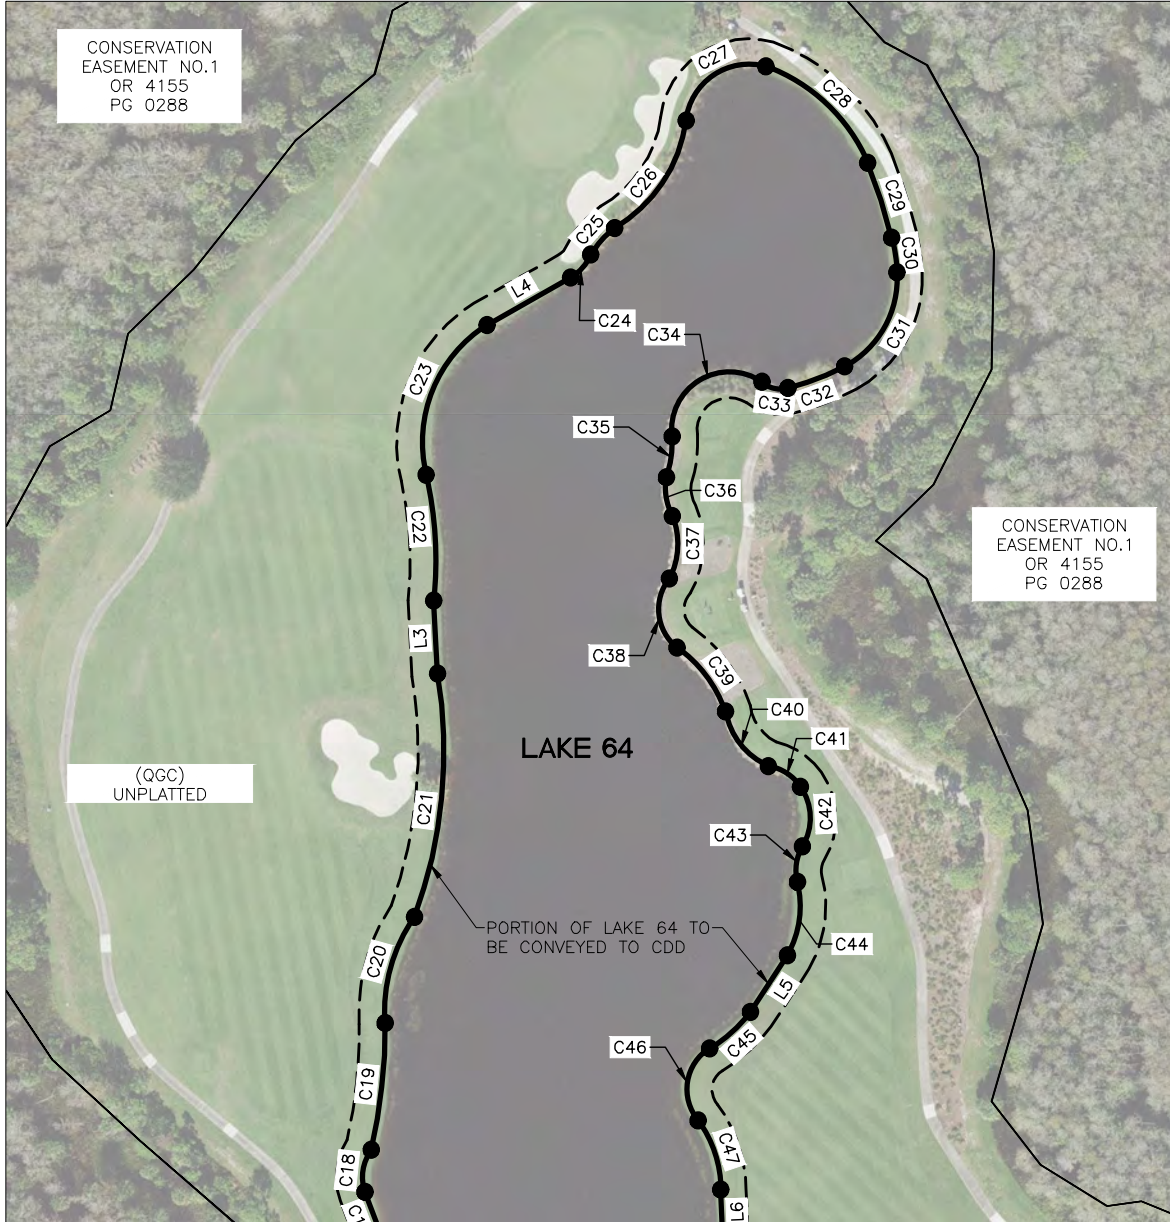 CONSERVATION
EASEMENT NO.1
OR 4155
PG 0288
C27
C28
C26
C29
C25
C30
L4
C24
C34
C31
C23
C33
C32
C35
C36
C22
C37
CONSERVATION
EASEMENT NO.1
OR 4155
PG 0288
L3
C38
C39
C40
C41
LAKE 64
(QGC)
UNPLATTED
C21
C42
C43
PORTION OF LAKE 64 TO
BE CONVEYED TO CDD
C44
C20
L5
C45
C46
C19
C47
C18
L6